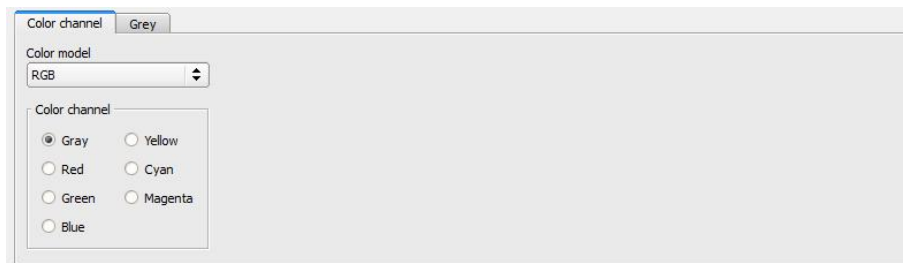 Color channel Grey
Color model
RGB
Color channel
Gray Yellow
Red Cyan
Green Magenta
Blue